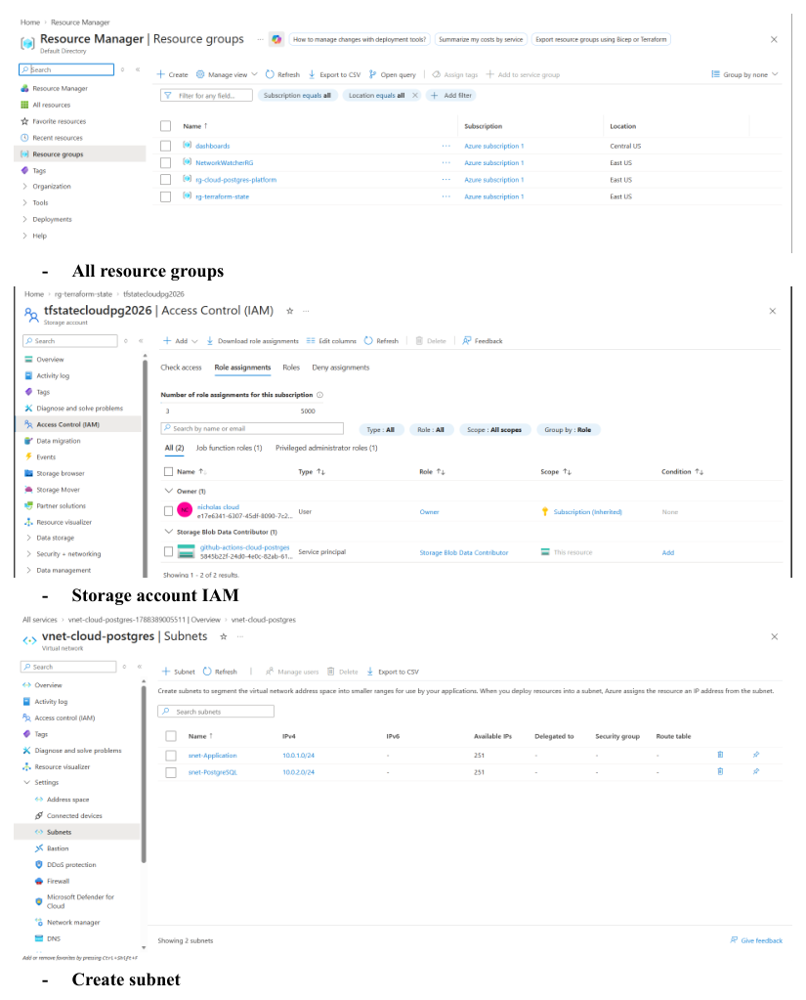 Home > Resource Manager
Resource Manager | Resource groups ... How to manage changes with deployment tools? Summarize my costs by service Export resource groups using Bicep or Terraform
Default Directory
Search
+ Create Manage view Refresh Export to CSV Open query Assign tags + Add to service group Group by none
Resource Manager
All resources
Favorite resources
Recent resources
Resource groups
Tags
Organization
Tools
Deployments
Help
Filter for any field... Subscription equals all Location equals all × Add filter
Name ↑ Subscription Location
dashboards ... Azure subscription 1 Central US
NetworkWatcherRG ... Azure subscription 1 East US
rg-cloud-postgres-platform ... Azure subscription 1 East US
rg-terraform-state ... Azure subscription 1 East US
- All resource groups
Home > rg-terraform-state > tfstatecloudpg2026
tfstatecloudpg2026 | Access Control (IAM) ...
Storage account
Search
+ Add Download role assignments Edit columns Refresh Delete Feedback
Overview
Activity log
Tags
Diagnose and solve problems
Access Control (IAM)
Data migration
Events
Storage browser
Storage Mover
Partner solutions
Resource visualizer
Data storage
Security + networking
Data management
Check access Role assignments Roles Deny assignments
Number of role assignments for this subscription
3 5000
Search by name or email Type : All Role : All Scope : All scopes Group by : Role
All (2) Job function roles (1) Privileged administrator roles (1)
Name ↑↓ Type ↑↓ Role ↑↓ Scope ↑↓ Condition ↑↓
Owner (1)
nicholas cloud
e17e6341-6307-45df-8090-7c2... User Owner Subscription (Inherited) None
Storage Blob Data Contributor (1)
github-actions-cloud-postrges
5845b22f-24d0-4e0c-82ab-61... Service principal Storage Blob Data Contributor This resource Add
Showing 1 - 2 of 2 results.
- Storage account IAM
All services > vnet-cloud-postgres-1788389005511 | Overview > vnet-cloud-postgres
vnet-cloud-postgres | Subnets ...
Virtual network
Search
+ Subnet Refresh Manage users Delete Export to CSV
Overview
Activity log
Access control (IAM)
Tags
Diagnose and solve problems
Resource visualizer
Settings
Address space
Connected devices
Subnets
Bastion
DDoS protection
Firewall
Microsoft Defender for
Cloud
Network manager
DNS
Add or remove favorites by pressing Ctrl+Shift+F
Create subnets to segment the virtual network address space into smaller ranges for use by your applications. When you deploy resources into a subnet, Azure assigns the resource an IP address from the subnet.
Search subnets
Name ↑ IPv4 IPv6 Available IPs Delegated to Security group Route table
snet-Application 10.0.1.0/24 - 251 - - -
snet-PostgreSQL 10.0.2.0/24 - 251 - - -
Showing 2 subnets
Give feedback
- Create subnet